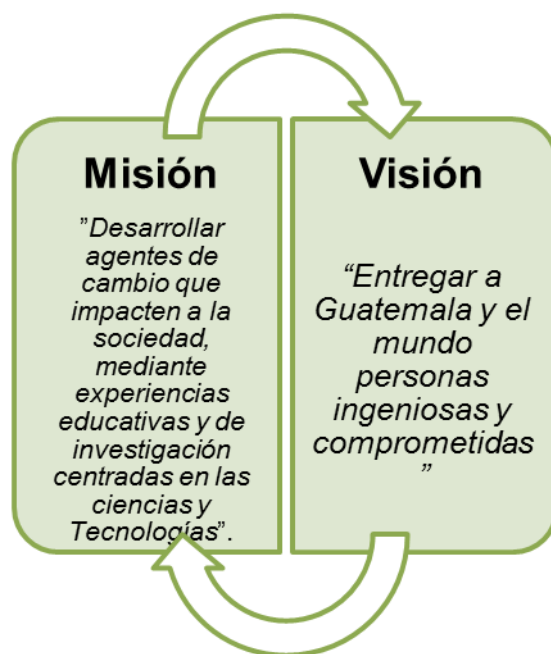 Misión
”Desarrollar
agentes de
cambio que
impacten a la
sociedad,
mediante
experiencias
educativas y de
investigación
centradas en las
ciencias y
Tecnologías”.
Visión
“Entregar a
Guatemala y el
mundo
personas
ingeniosas y
comprometidas
”